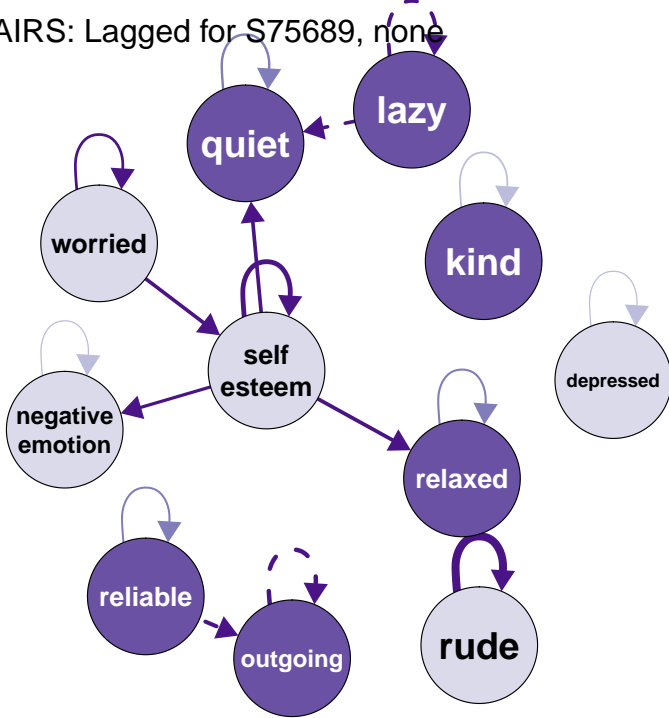 AIRS: Lagged for S75689, none
lazy
quiet
worried
kind
self
esteem
depressed
negative
emotion
relaxed
reliable
outgoing
rude